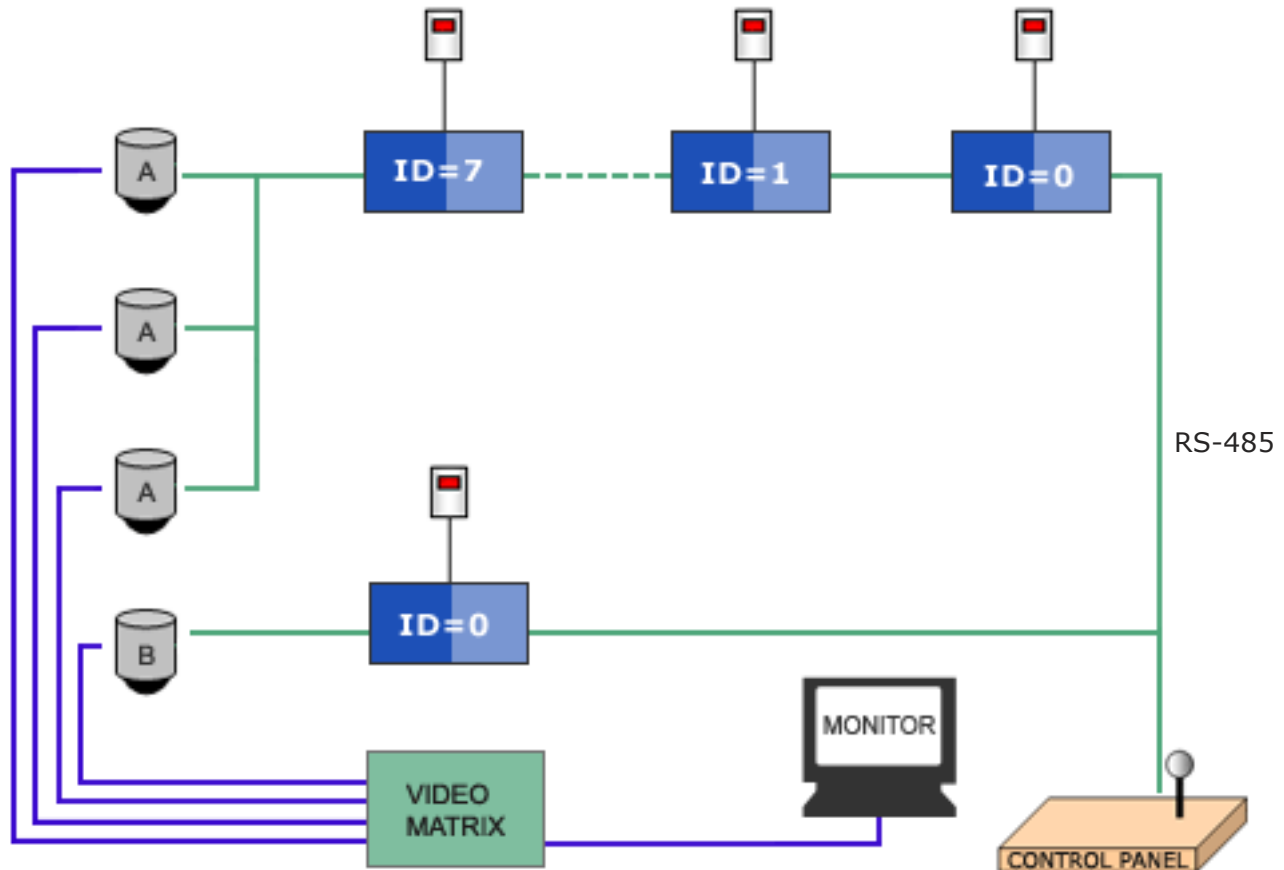 A
ID=7
ID=1
ID=0
A
RS-485
A
ID=0
B
MONITOR
VIDEO
MATRIX
CONTROL PANEL